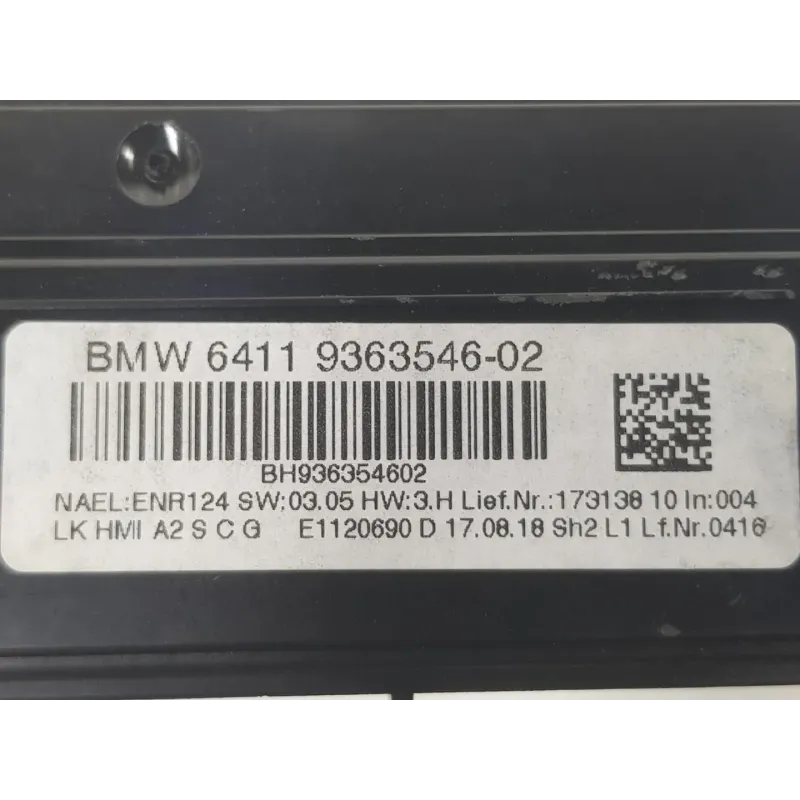 BMW 6411 9363546-02
BH936354602
NAEL:ENR124 SW:03.05 HW:3.H Lief.Nr.:173138 10 In:004
LK HMI A2 S C G E1120690 D 17.08.18 Sh2 L1 Lf.Nr.0416